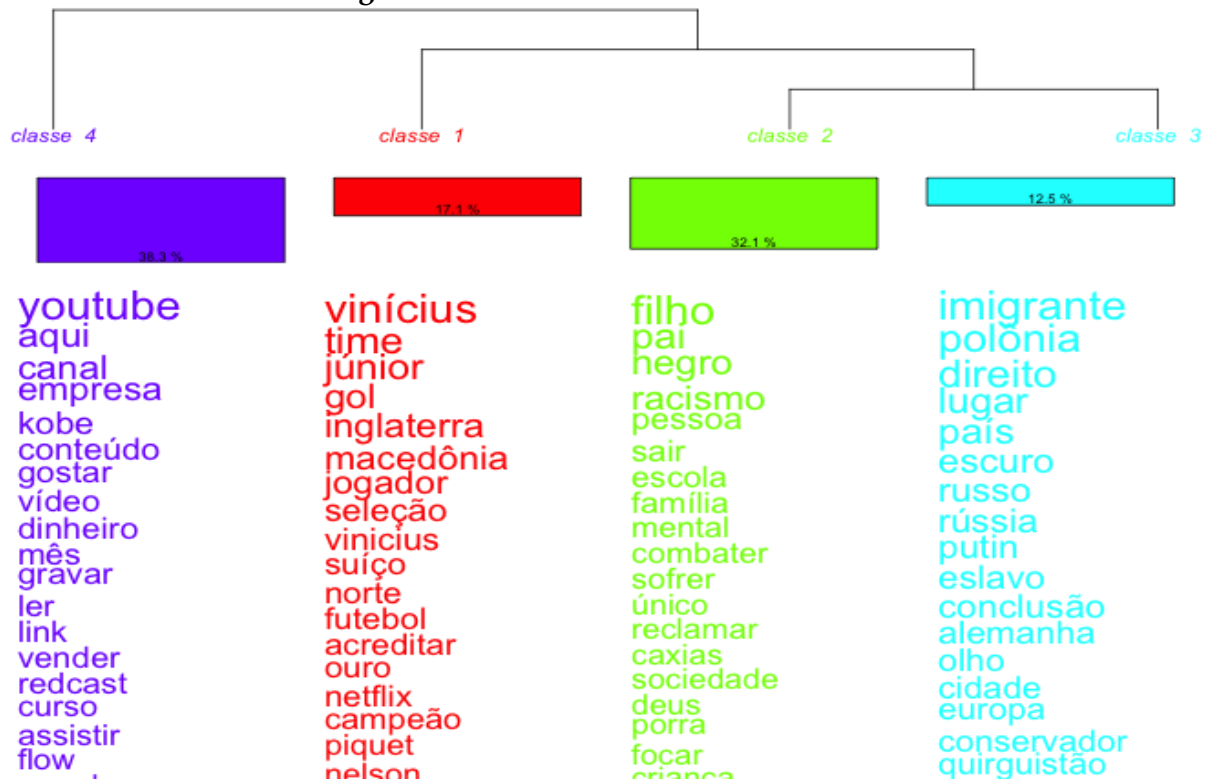 classe 4
classe 1
classe 2
classe 3
38.3 %
17.1 %
32.1 %
12.5 %
youtube
aqui
canal
empresa
kobe
conteúdo
gostar
vídeo
dinheiro
mês
gravar
ler
link
vender
redcast
curso
assistir
flow
vinícius
time
júnior
gol
inglaterra
macedônia
jogador
seleção
vinicius
suíço
norte
futebol
acreditar
ouro
netflix
campeão
piquet
nelson
filho
pai
negro
racismo
pessoa
sair
escola
família
mental
combater
sofrer
único
reclamar
caxias
sociedade
deus
porra
focar
criança
imigrante
polônia
direito
lugar
país
escuro
russo
rússia
putin
eslavo
conclusão
alemanha
olho
cidade
europa
conservador
quirguistão